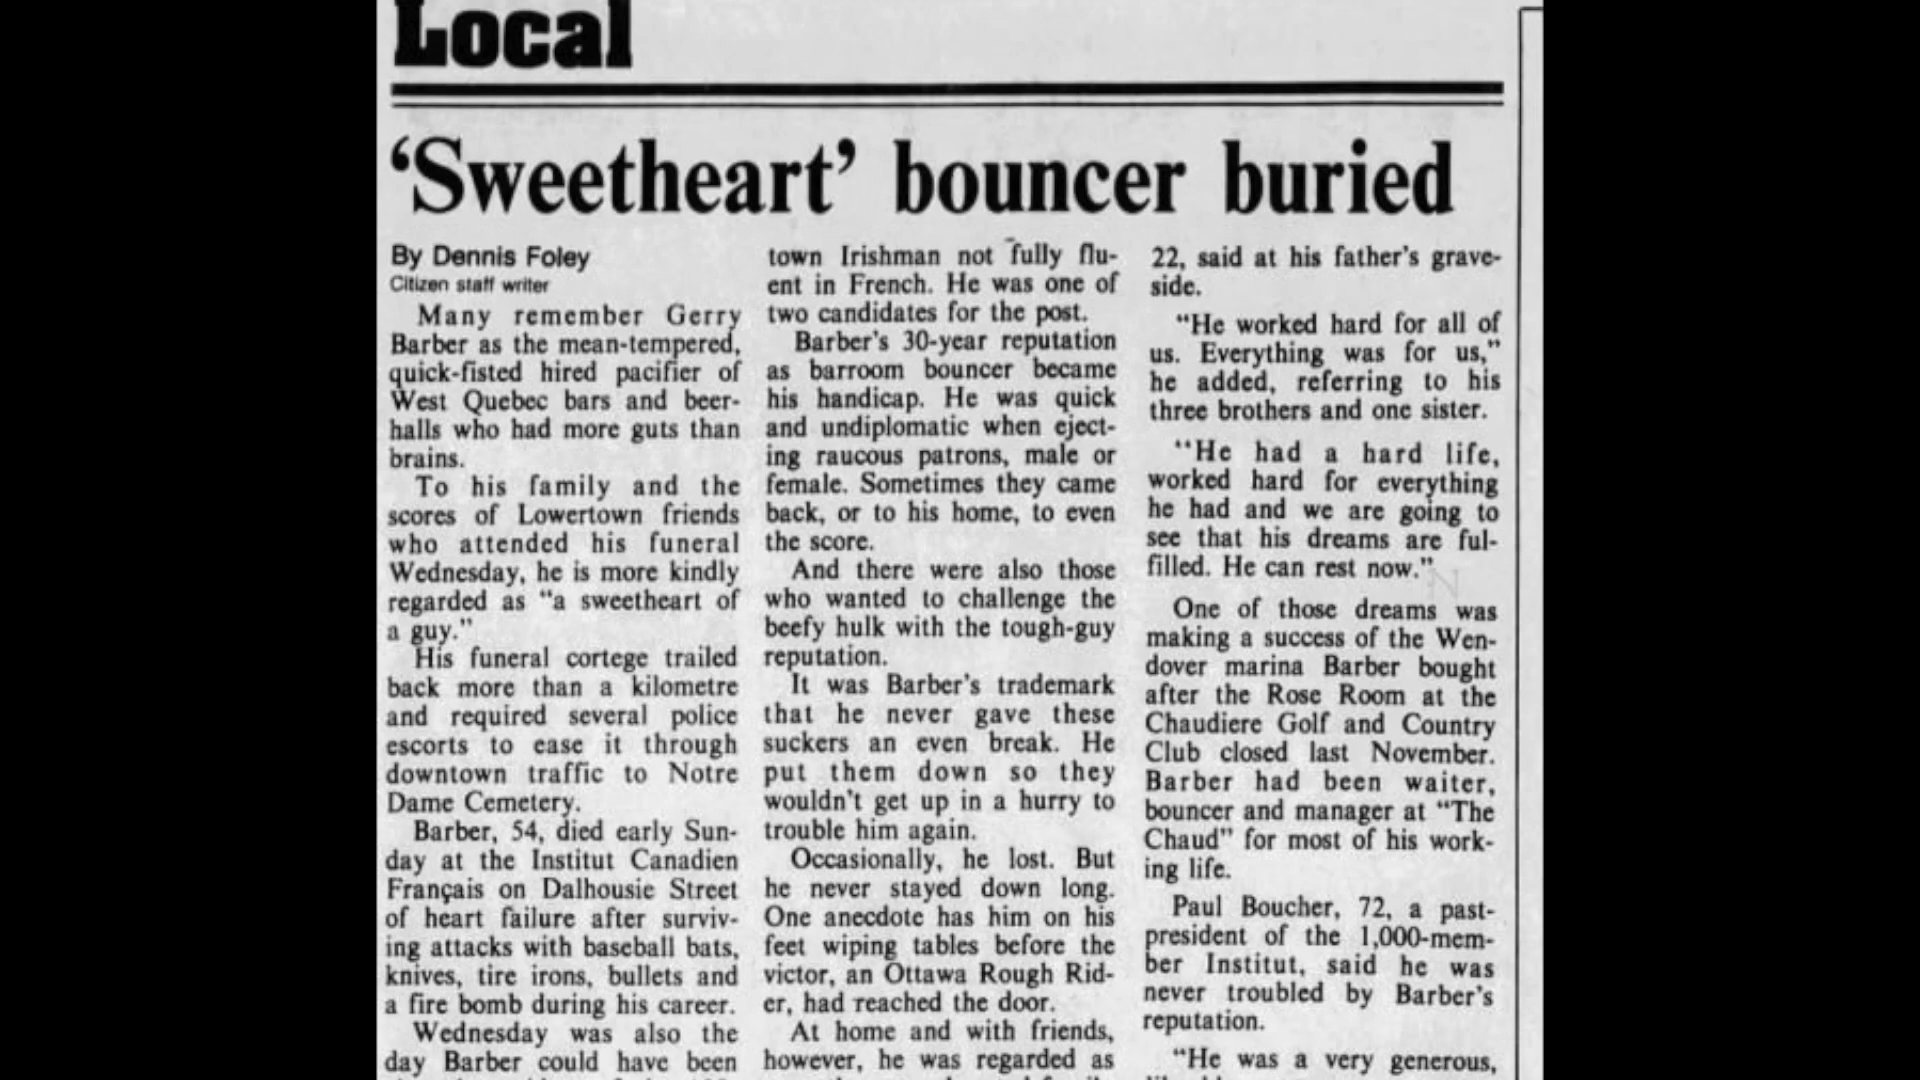 Local
‘Sweetheart’ bouncer buried
By Dennis Foley
Citizen staff writer
Many remember Gerry
Barber as the mean-tempered,
quick-fisted hired pacifier of
West Quebec bars and beer-
halls who had more guts than
brains.
To his family and the
scores of Lowertown friends
who attended his funeral
Wednesday, he is more kindly
regarded as “a sweetheart of
a guy.”
His funeral cortege trailed
back more than a kilometre
and required several police
escorts to ease it through
downtown traffic to Notre
Dame Cemetery.
Barber, 54, died early Sun-
day at the Institut Canadien
Français on Dalhousie Street
of heart failure after surviv-
ing attacks with baseball bats,
knives, tire irons, bullets and
a fire bomb during his career.
Wednesday was also the
day Barber could have been
town Irishman not fully flu-
ent in French. He was one of
two candidates for the post.
Barber’s 30-year reputation
as barroom bouncer became
his handicap. He was quick
and undiplomatic when eject-
ing raucous patrons, male or
female. Sometimes they came
back, or to his home, to even
the score.
And there were also those
who wanted to challenge the
beefy hulk with the tough-guy
reputation.
It was Barber’s trademark
that he never gave these
suckers an even break. He
put them down so they
wouldn’t get up in a hurry to
trouble him again.
Occasionally, he lost. But
he never stayed down long.
One anecdote has him on his
feet wiping tables before the
victor, an Ottawa Rough Rid-
er, had reached the door.
At home and with friends,
however, he was regarded as
22, said at his father’s grave-
side.
“He worked hard for all of
us. Everything was for us,”
he added, referring to his
three brothers and one sister.
“He had a hard life,
worked hard for everything
he had and we are going to
see that his dreams are ful-
filled. He can rest now.”
One of those dreams was
making a success of the Wen-
dover marina Barber bought
after the Rose Room at the
Chaudiere Golf and Country
Club closed last November.
Barber had been waiter,
bouncer and manager at “The
Chaud” for most of his work-
ing life.
Paul Boucher, 72, a past-
president of the 1,000-mem-
ber Institut, said he was
never troubled by Barber’s
reputation.
“He was a very generous,